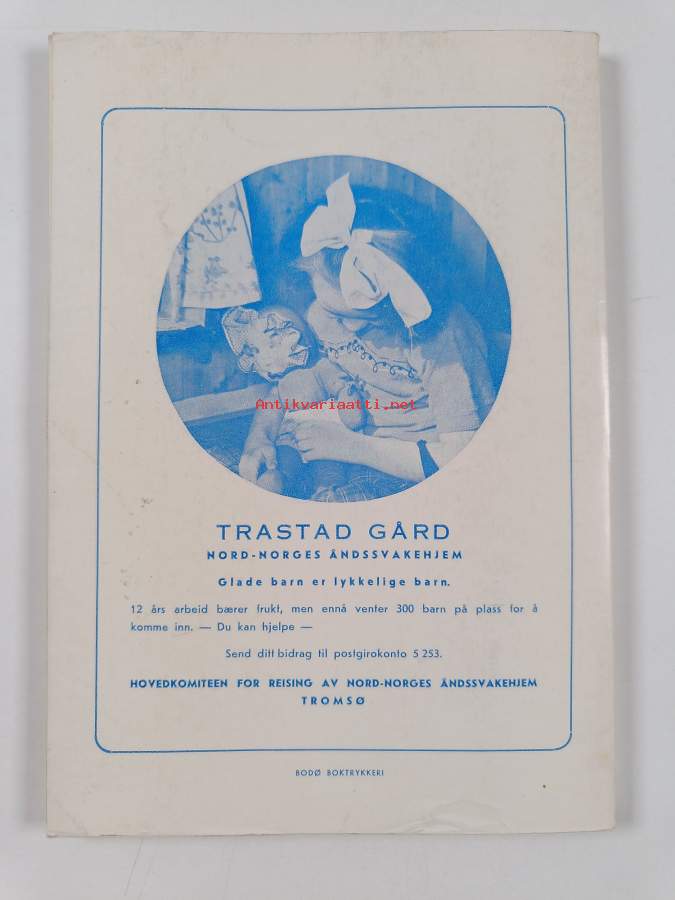 Antikvariaatti.net
TRASTAD GÅRD
NORD-NORGES ÅNDSSVAKEHJEM
Glade barn er lykkelige barn.
12 års arbeid bærer frukt, men ennå venter 300 barn på plass for å
komme inn. — Du kan hjelpe —
Send ditt bidrag til postgirokonto 5 253.
HOVEDKOMITEEN FOR REISING AV NORD-NORGES ÅNDSSVAKEHJEM
TROMSØ
BODØ BOKTRYKKERI